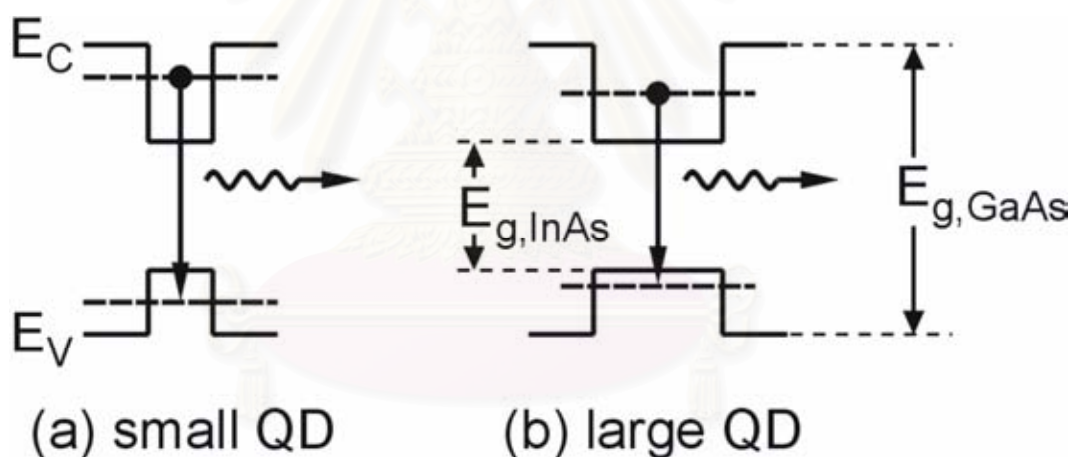 E_C
E_V
E_g,InAs
E_g,GaAs
(a) small QD
(b) large QD